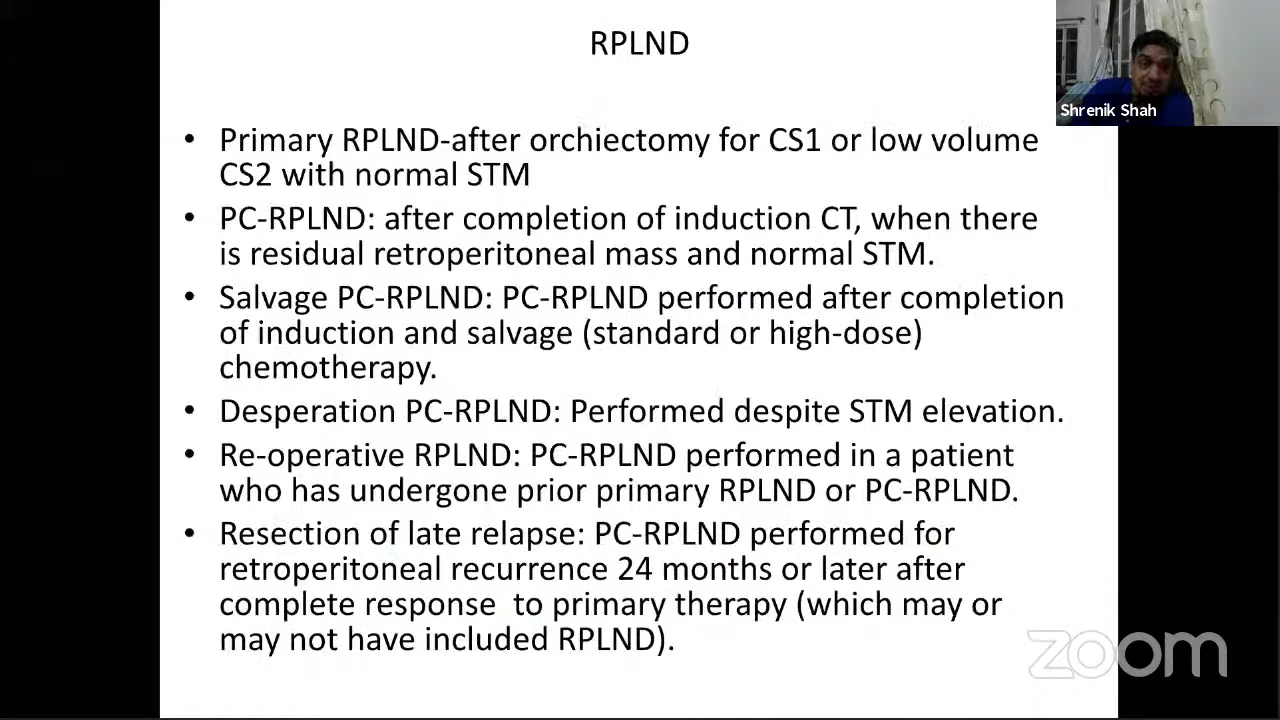 RPLND
Shrenik Shah
• Primary RPLND-after orchiectomy for CS1 or low volume
CS2 with normal STM
• PC-RPLND: after completion of induction CT, when there
is residual retroperitoneal mass and normal STM.
• Salvage PC-RPLND: PC-RPLND performed after completion
of induction and salvage (standard or high-dose)
chemotherapy.
• Desperation PC-RPLND: Performed despite STM elevation.
• Re-operative RPLND: PC-RPLND performed in a patient
who has undergone prior primary RPLND or PC-RPLND.
• Resection of late relapse: PC-RPLND performed for
retroperitoneal recurrence 24 months or later after
complete response  to primary therapy (which may or
may not have included RPLND).
zoom